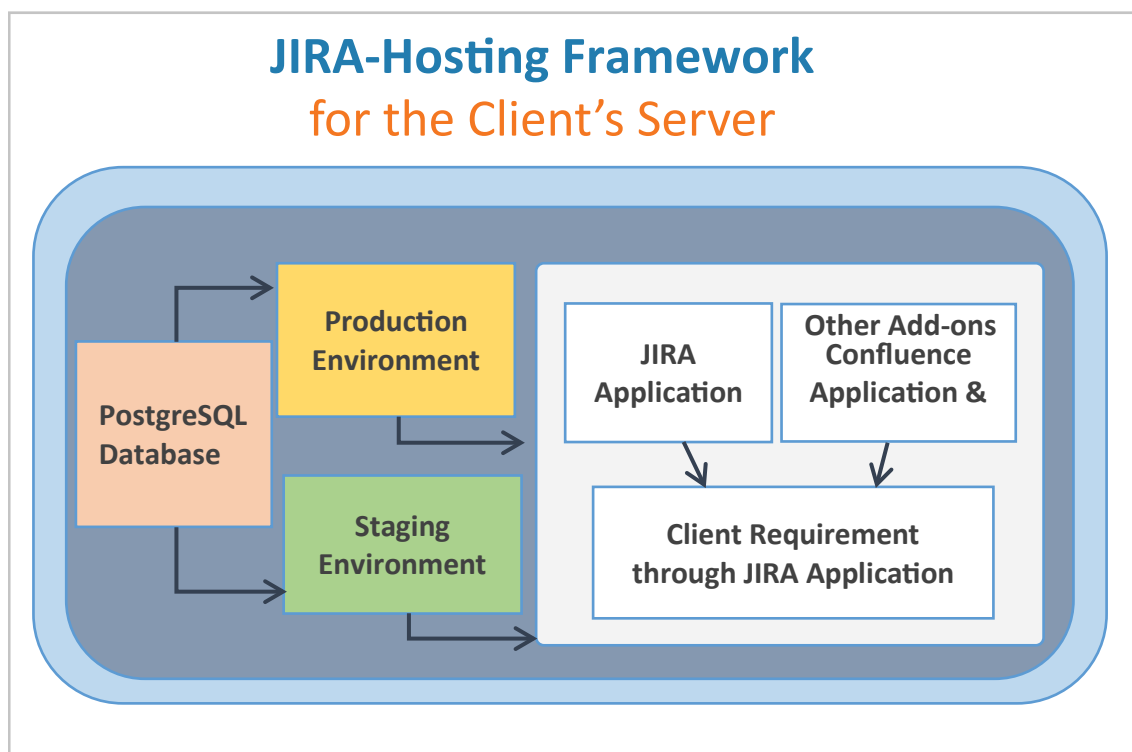 JIRA-Hosting Framework
for the Client’s Server
PostgreSQL
Database
Production
Environment
Staging
Environment
JIRA
Application
Other Add-ons
Confluence
Application &
Client Requirement
through JIRA Application